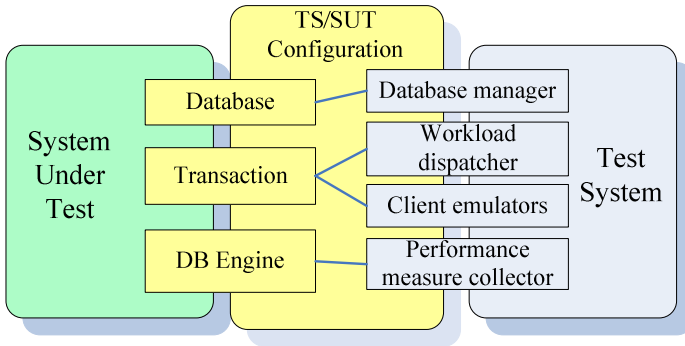 TS/SUT
Configuration
System
Under
Test
Database
Transaction
DB Engine
Database manager
Workload
dispatcher
Client emulators
Performance
measure collector
Test
System